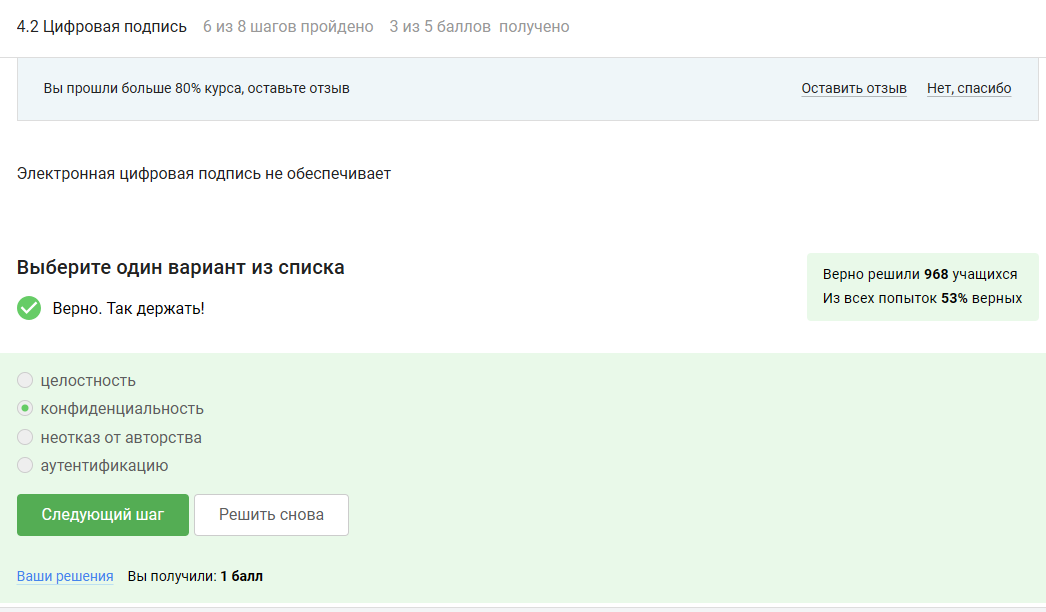 4.2 Цифровая подпись 6 из 8 шагов пройдено 3 из 5 баллов получено
Вы прошли больше 80% курса, оставьте отзыв Оставить отзыв Нет, спасибо
Электронная цифровая подпись не обеспечивает
Выберите один вариант из списка
Верно. Так держать!
Верно решили 968 учащихся
Из всех попыток 53% верных
целостность
конфиденциальность
неотказ от авторства
аутентификацию
Следующий шаг Решить снова
Ваши решения Вы получили: 1 балл